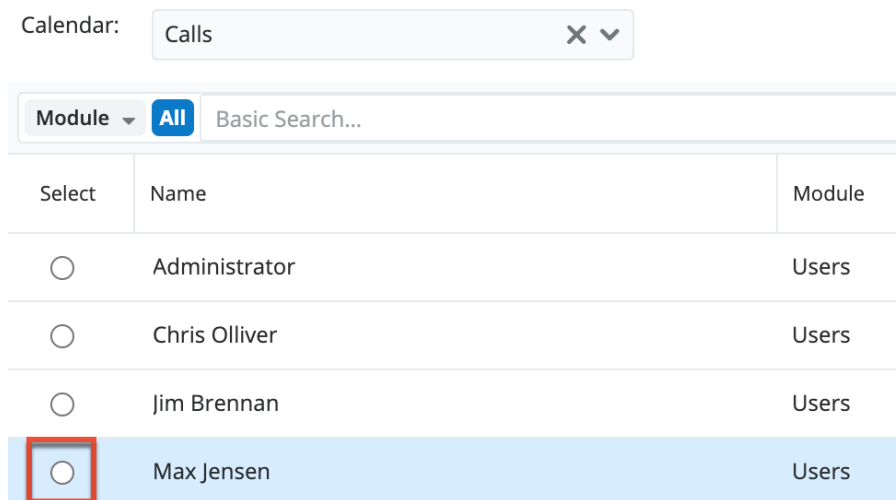 Calendar: Calls
Module All Basic Search...
Select Name Module
Administrator Users
Chris Olliver Users
Jim Brennan Users
Max Jensen Users